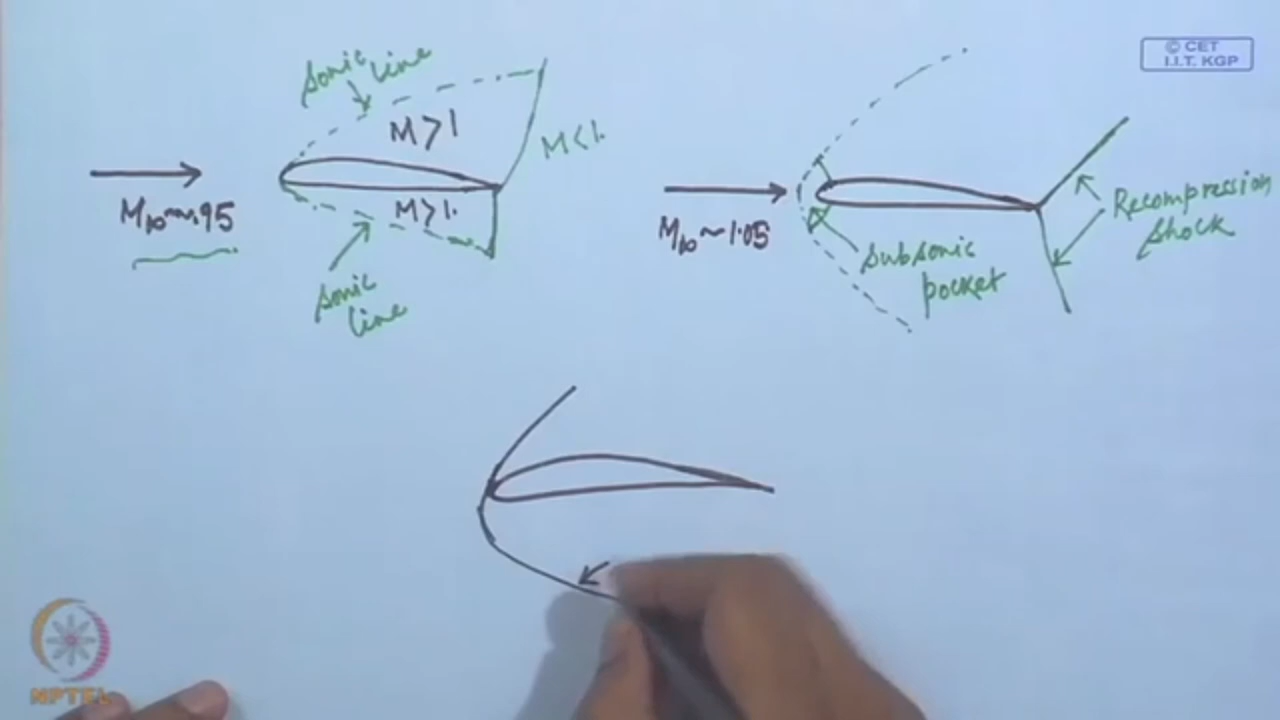 © CET
I.I.T. KGP
sonic line
M>1
M<1.
M∞~.95
M>1.
sonic
line
M∞~1.05
subsonic
pocket
Recompression
shock
NPTEL